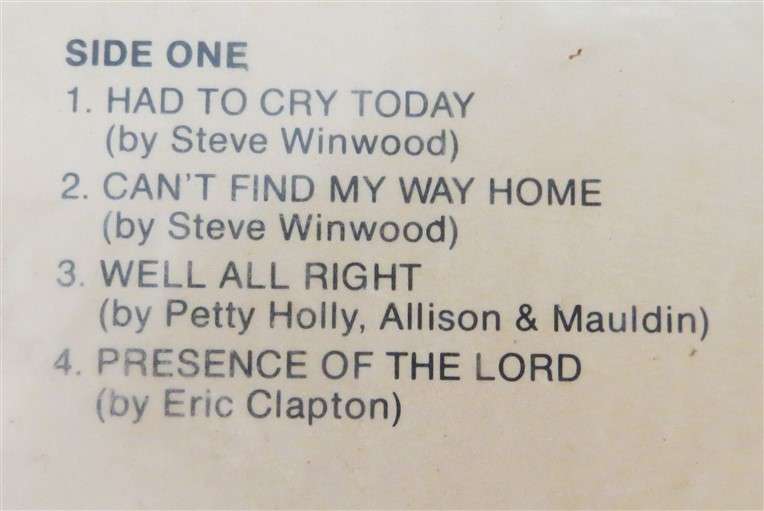 SIDE ONE
1. HAD TO CRY TODAY
(by Steve Winwood)
2. CAN'T FIND MY WAY HOME
(by Steve Winwood)
3. WELL ALL RIGHT
(by Petty Holly, Allison & Mauldin)
4. PRESENCE OF THE LORD
(by Eric Clapton)